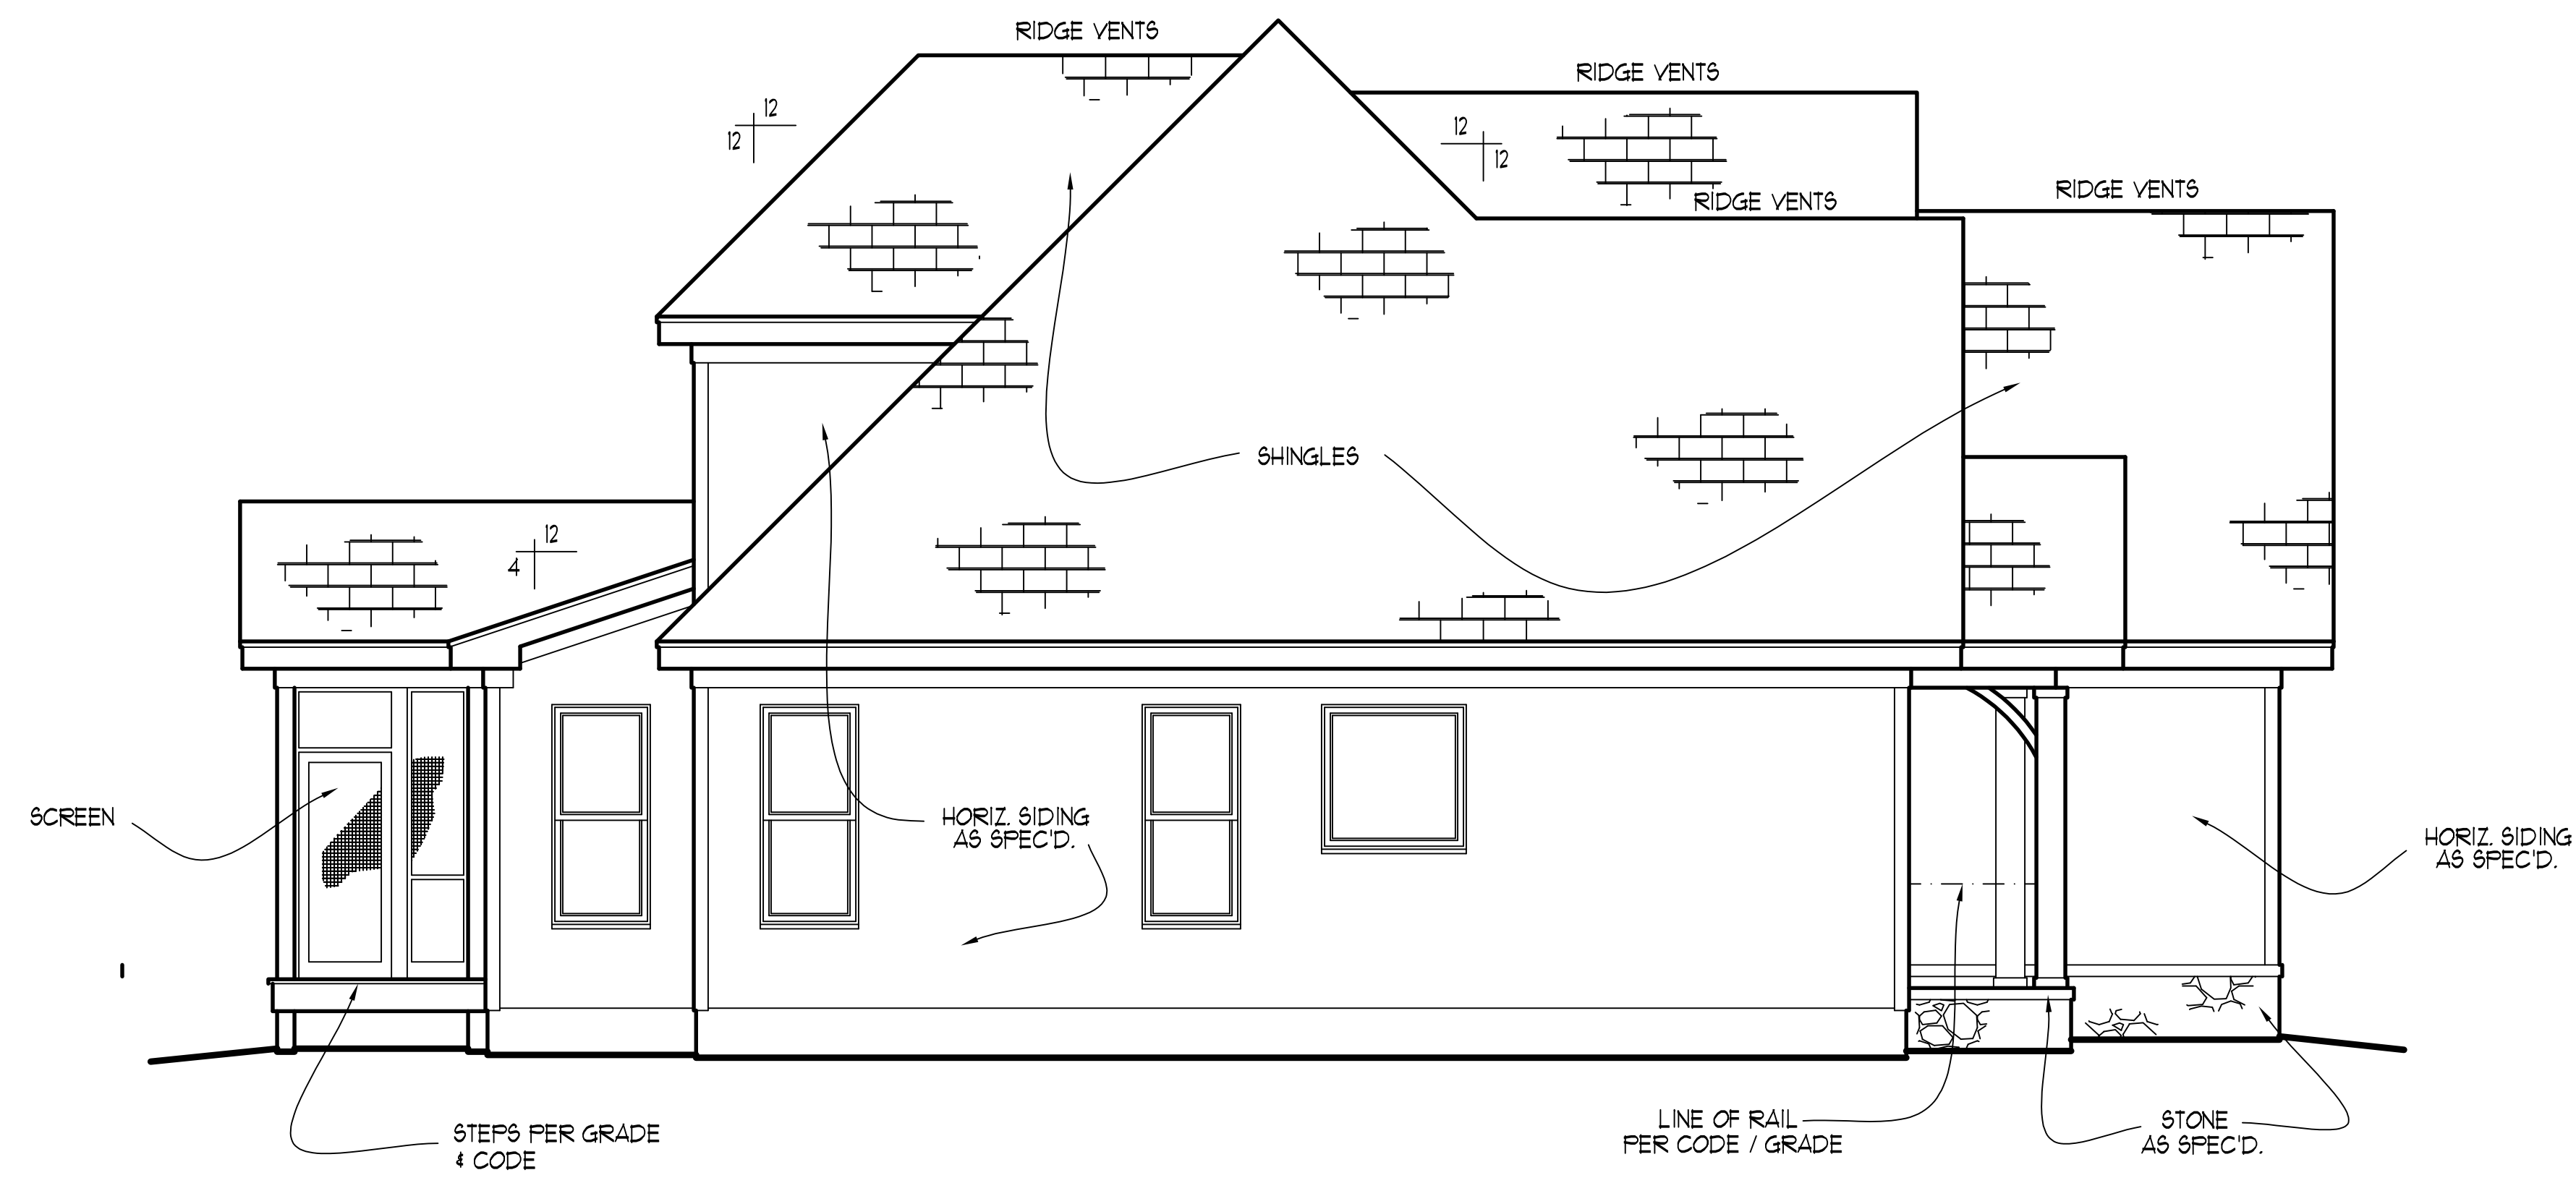 RIDGE VENTS
RIDGE VENTS
12
12
12
12
RIDGE VENTS
RIDGE VENTS
SHINGLES
12
4
SCREEN
HORIZ. SIDING
AS SPEC'D.
HORIZ. SIDING
AS SPEC'D.
STEPS PER GRADE
& CODE
LINE OF RAIL
PER CODE / GRADE
STONE
AS SPEC'D.